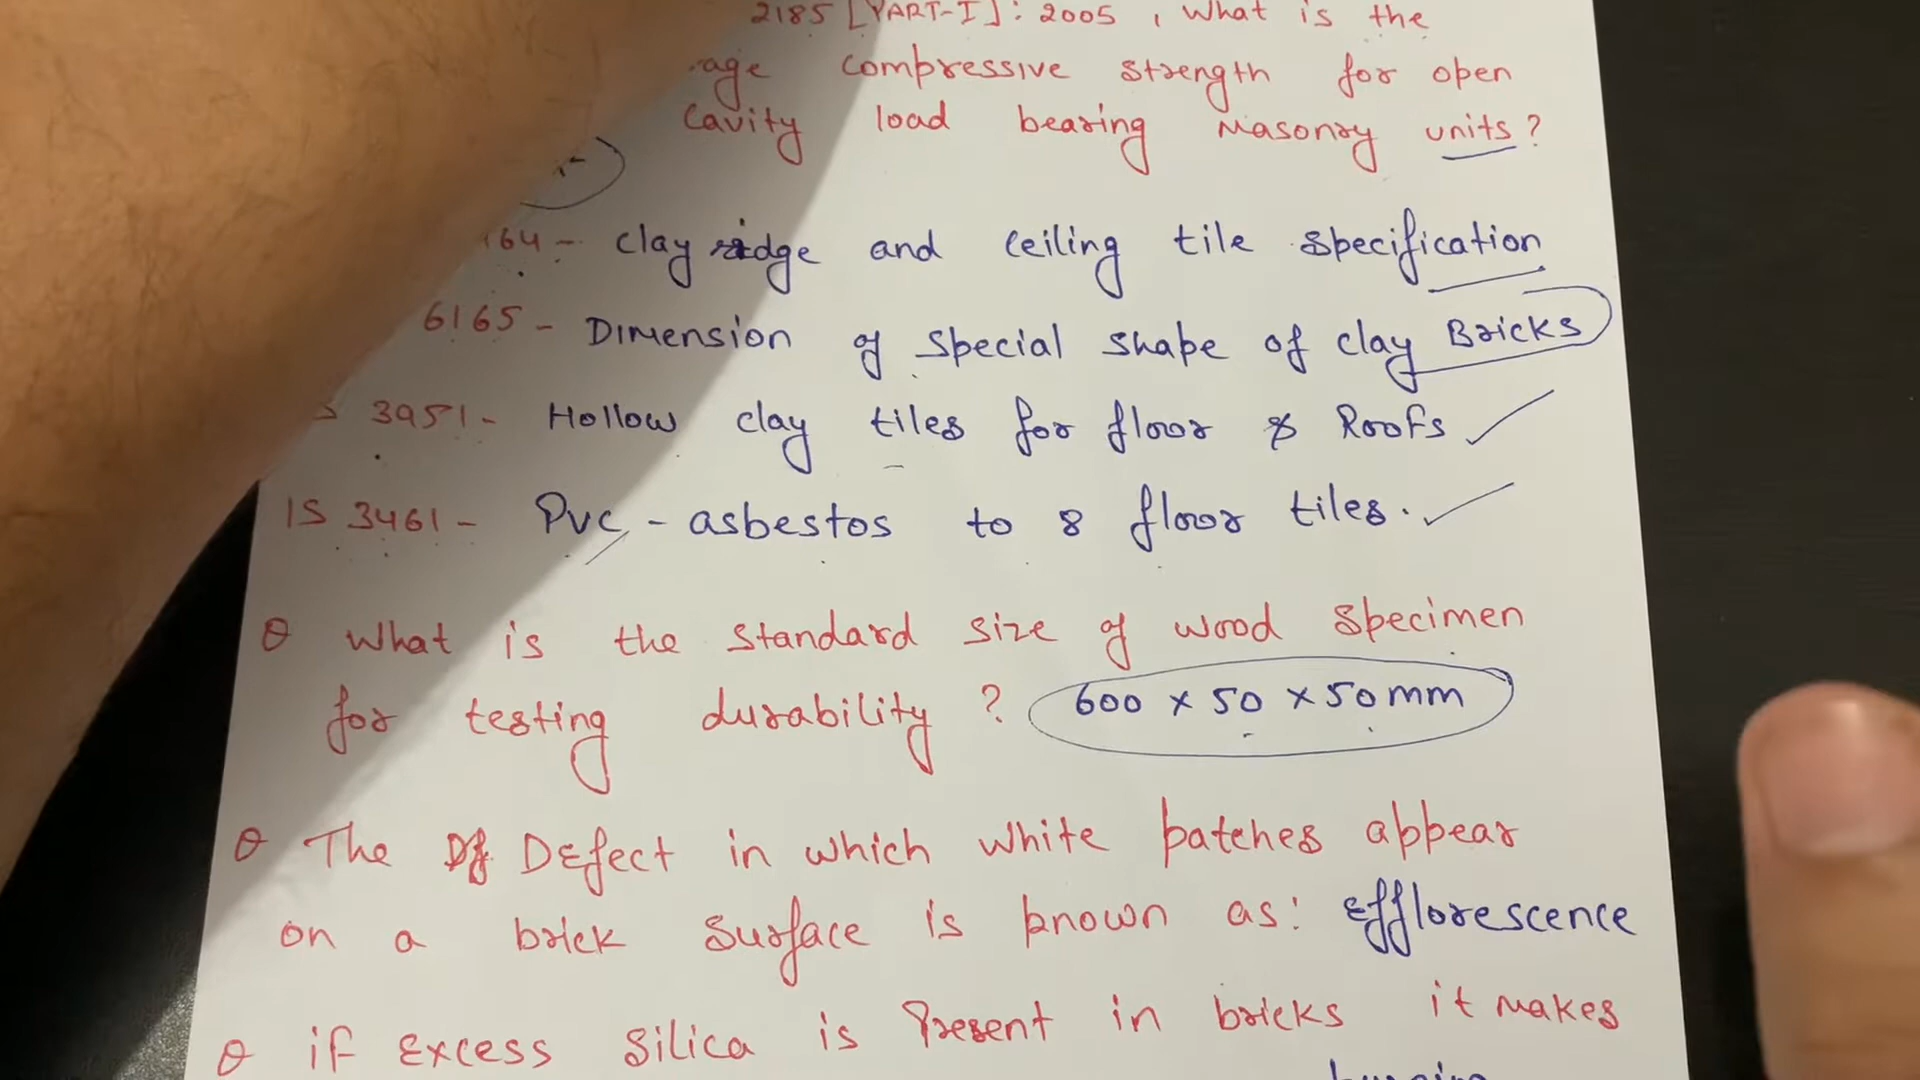 2185 [PART-I]: 2005, What is the
age compressive strength for open
cavity load bearing masonry units?
164 - clay ridge and ceiling tile specification
6165 - Dimension of special shape of clay Bricks
S 3951 - Hollow clay tiles for floor & Roofs
IS 3461 - PVC - asbestos to 8 floor tiles.
Q What is the standard size of wood specimen
for testing durability? 600 x 50 x 50mm
Q The Defect in which white patches appear
on a brick surface is known as: Efflorescence
Q if Excess silica is Present in bricks it makes